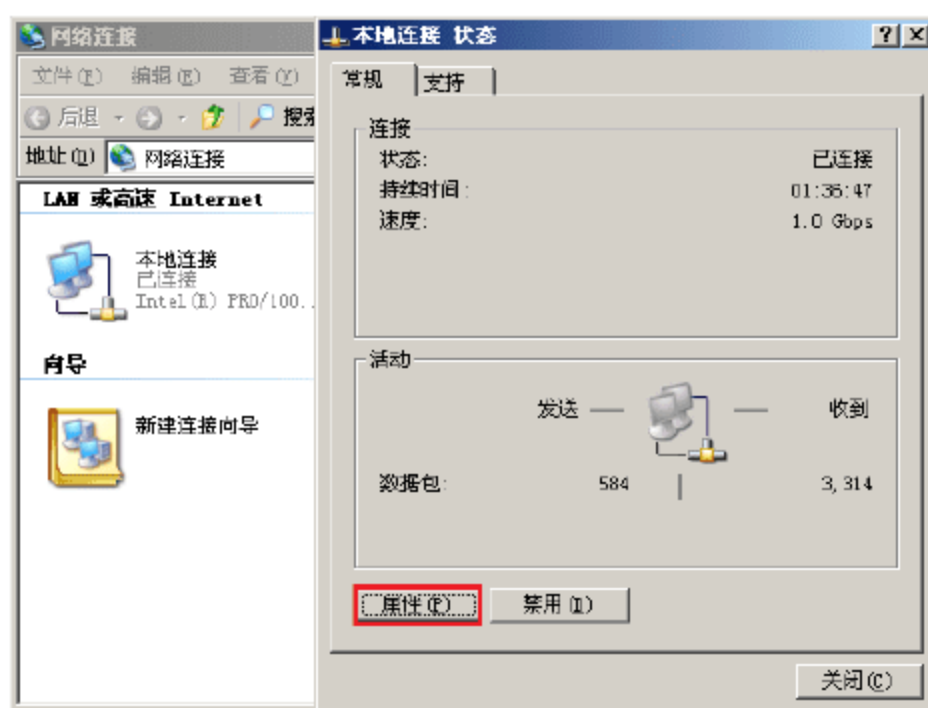 网络连接
文件(F) 编辑(E) 查看(V)
后退 搜索
地址(D) 网络连接
LAN 或高速 Internet
本地连接
已连接
Intel(R) PRO/100..
向导
新建连接向导
本地连接 状态
常规 支持
连接
状态: 已连接
持续时间: 01:36:47
速度: 1.0 Gbps
活动
发送 — — 收到
数据包: 584 | 3,314
属性(P) 禁用(D)
关闭(C)